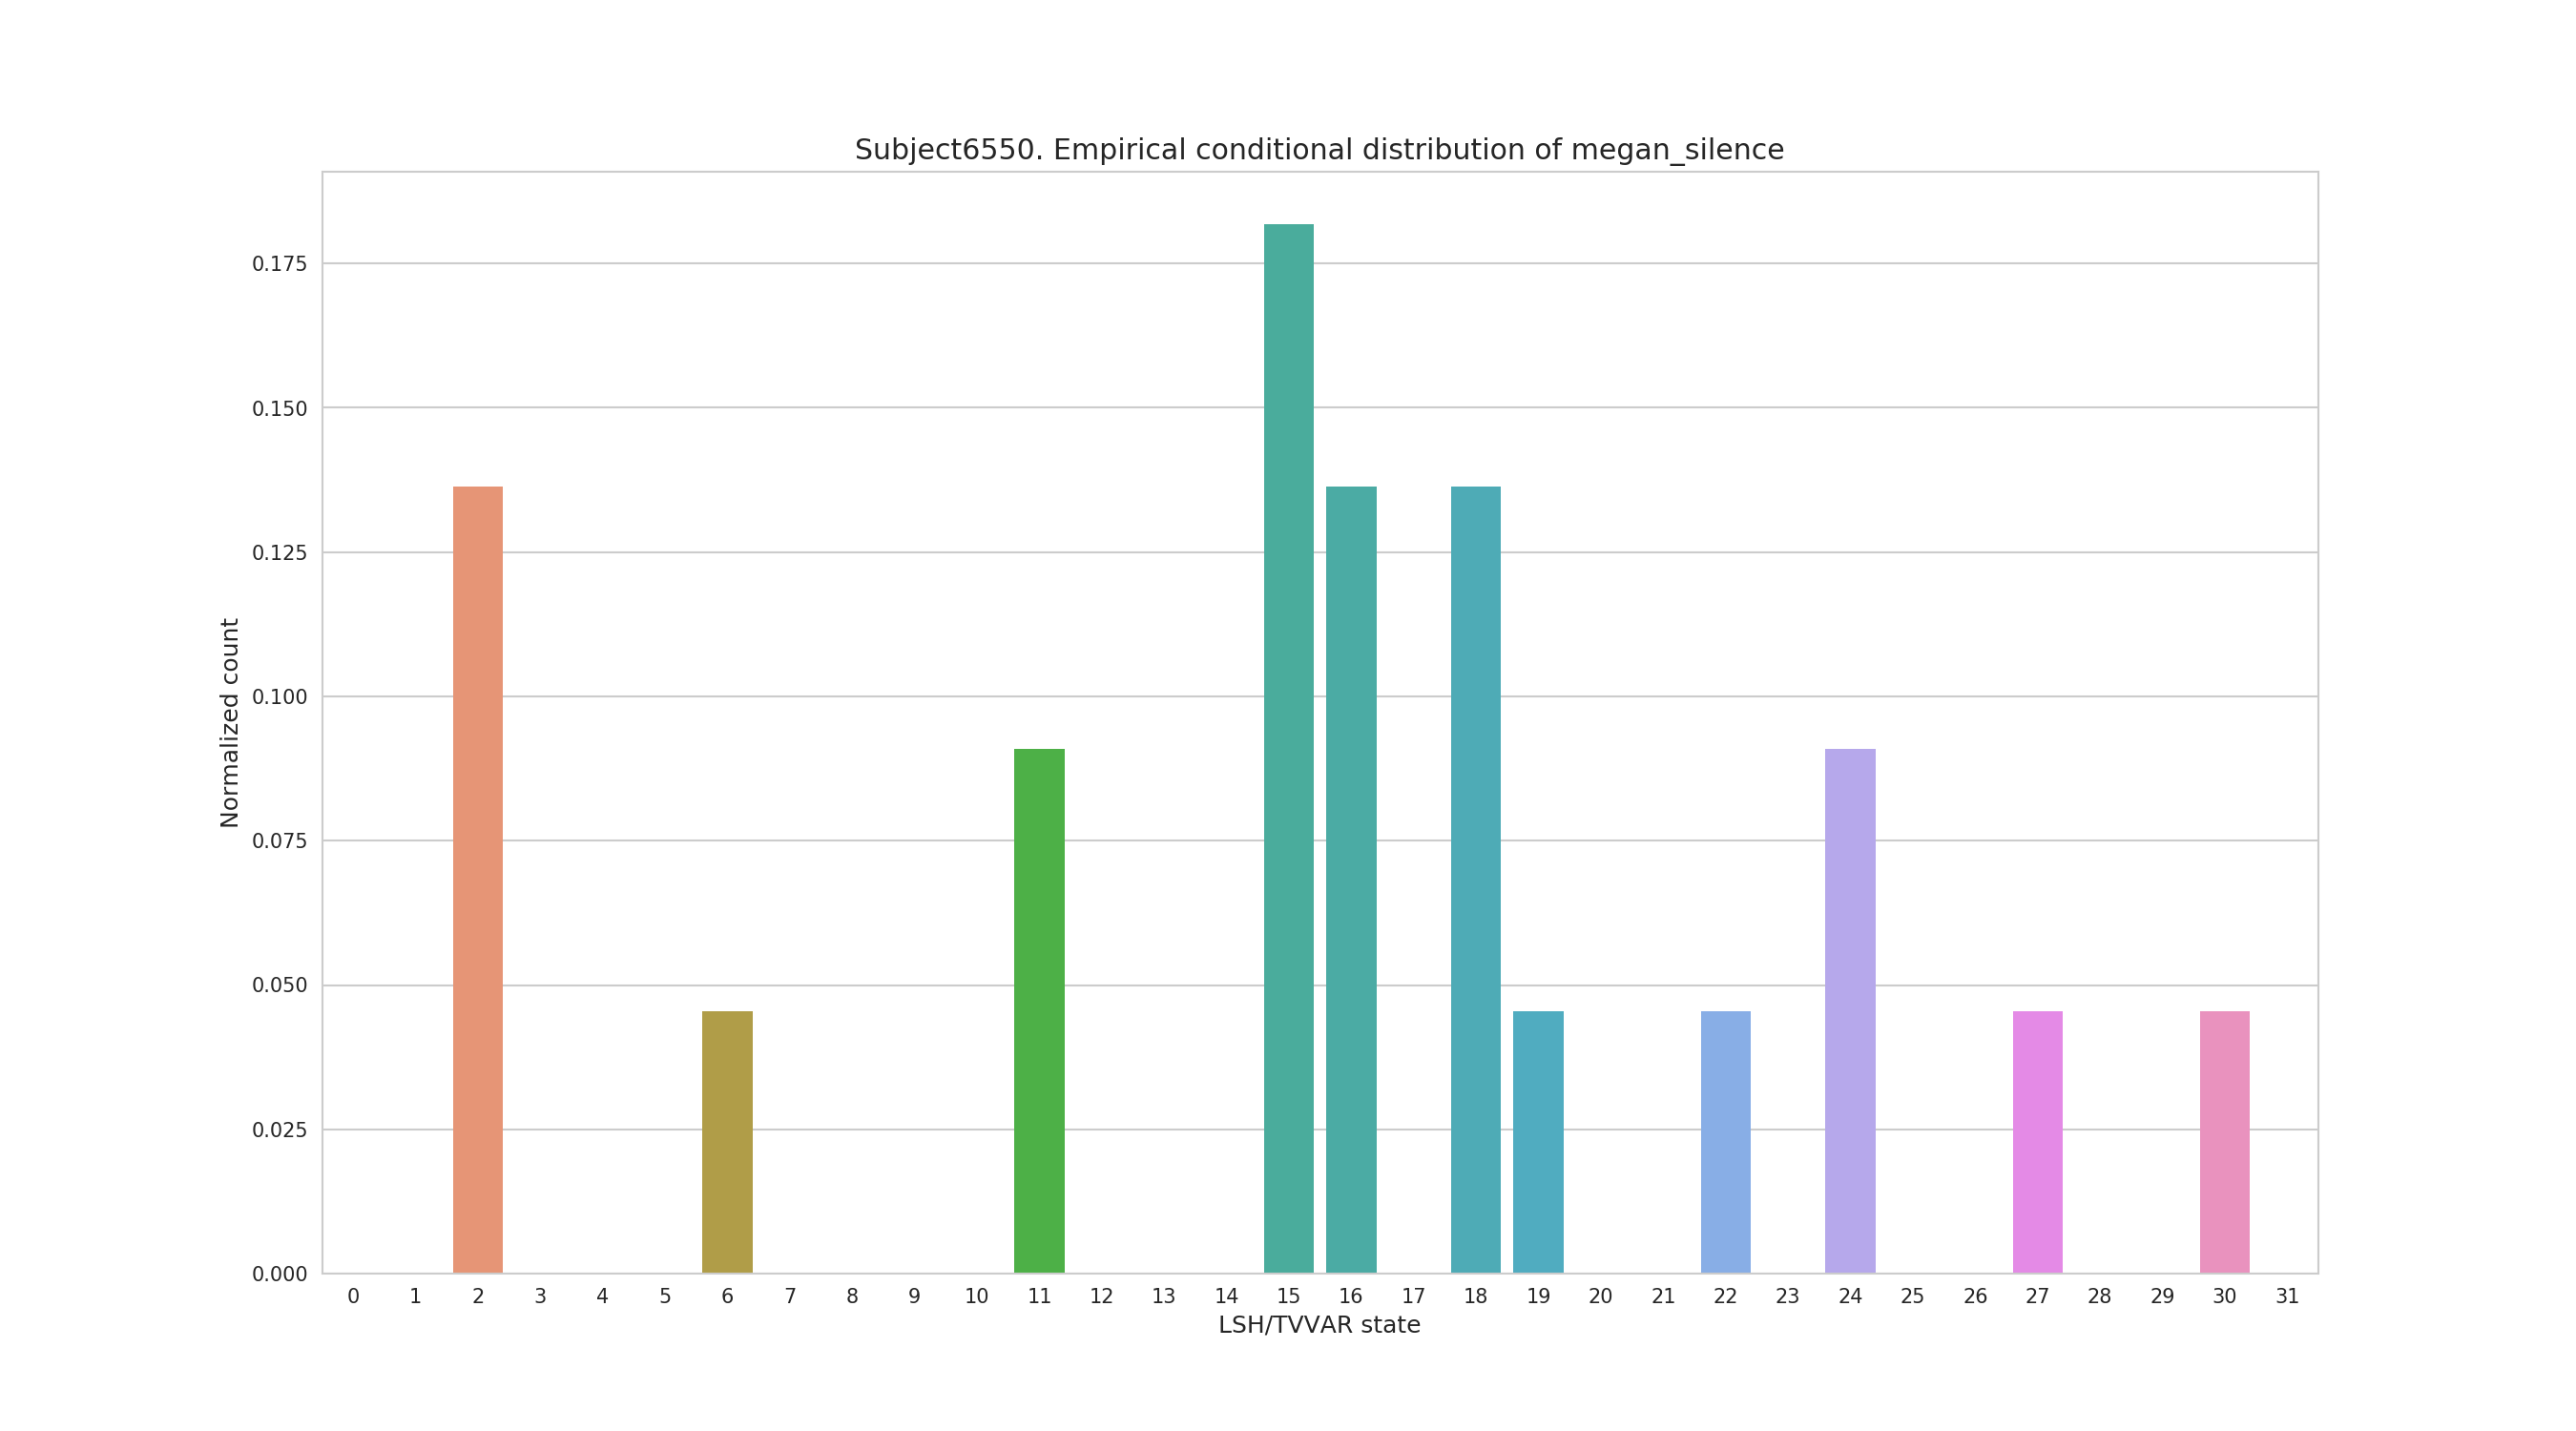 Subject6550. Empirical conditional distribution of megan_silence
0.175
0.150
0.125
0.100
0.075
0.050
0.025
0.000
Normalized count
0 1 2 3 4 5 6 7 8 9 10 11 12 13 14 15 16 17 18 19 20 21 22 23 24 25 26 27 28 29 30 31
LSH/TVVAR state